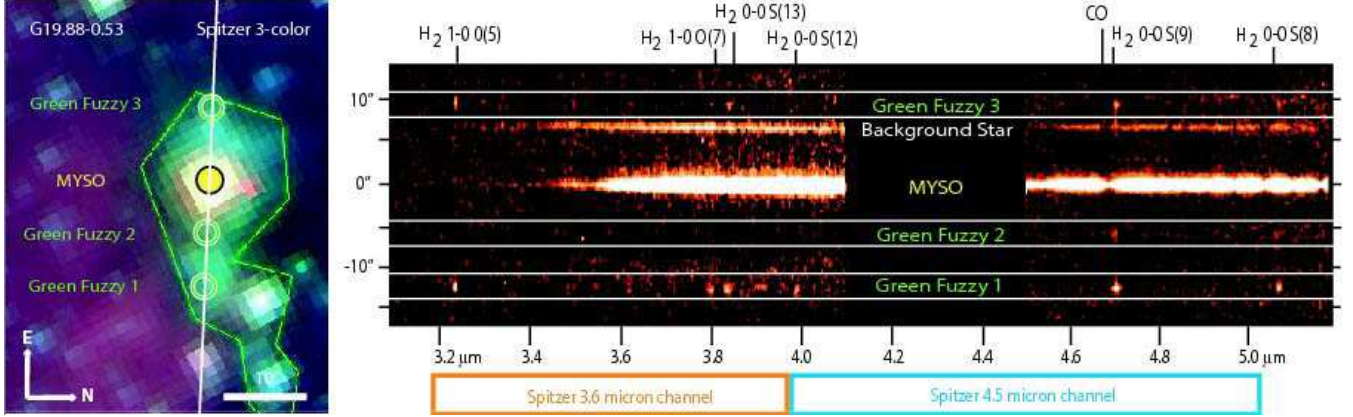 G19.88-0.53 Spitzer 3-color
Green Fuzzy 3
MYSO
Green Fuzzy 2
Green Fuzzy 1
E
N
10"
H2 1-0 O(5)
H2 1-0 O(7)
H2 0-0 S(13)
H2 0-0 S(12)
CO
H2 0-0 S(9)
H2 0-0 S(8)
10"
0"
-10"
Green Fuzzy 3
Background Star
MYSO
Green Fuzzy 2
Green Fuzzy 1
3.2 μm 3.4 3.6 3.8 4.0 4.2 4.4 4.6 4.8 5.0 μm
Spitzer 3.6 micron channel Spitzer 4.5 micron channel